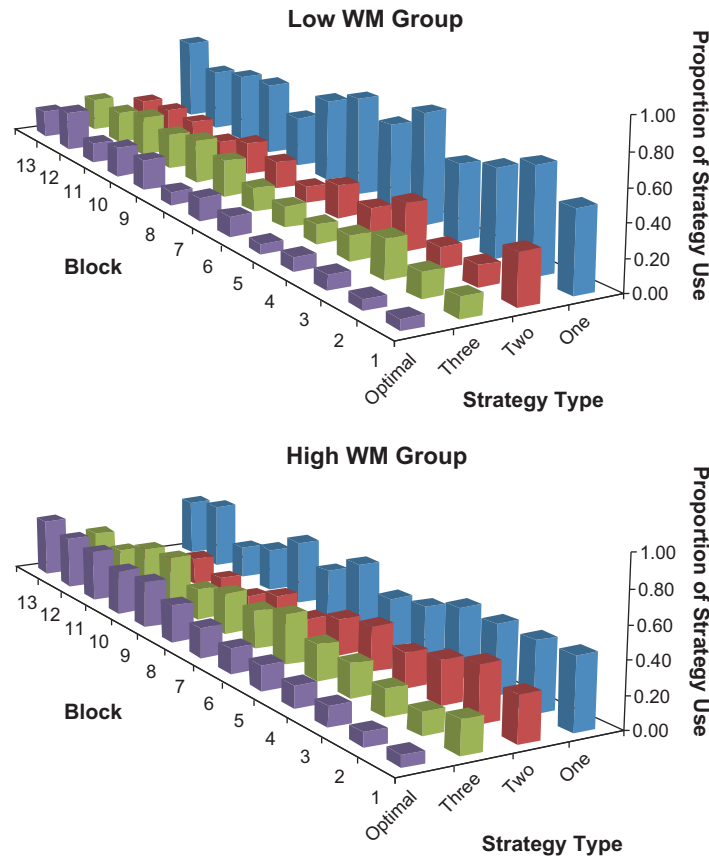 Low WM Group
Proportion of Strategy Use
1.00
0.80
0.60
0.40
0.20
0.00
13
12
11
10
9
8
7
6
5
4
3
2
1
Block
Optimal
Three
Two
One
Strategy Type
High WM Group
Proportion of Strategy Use
1.00
0.80
0.60
0.40
0.20
0.00
13
12
11
10
9
8
7
6
5
4
3
2
1
Block
Optimal
Three
Two
One
Strategy Type